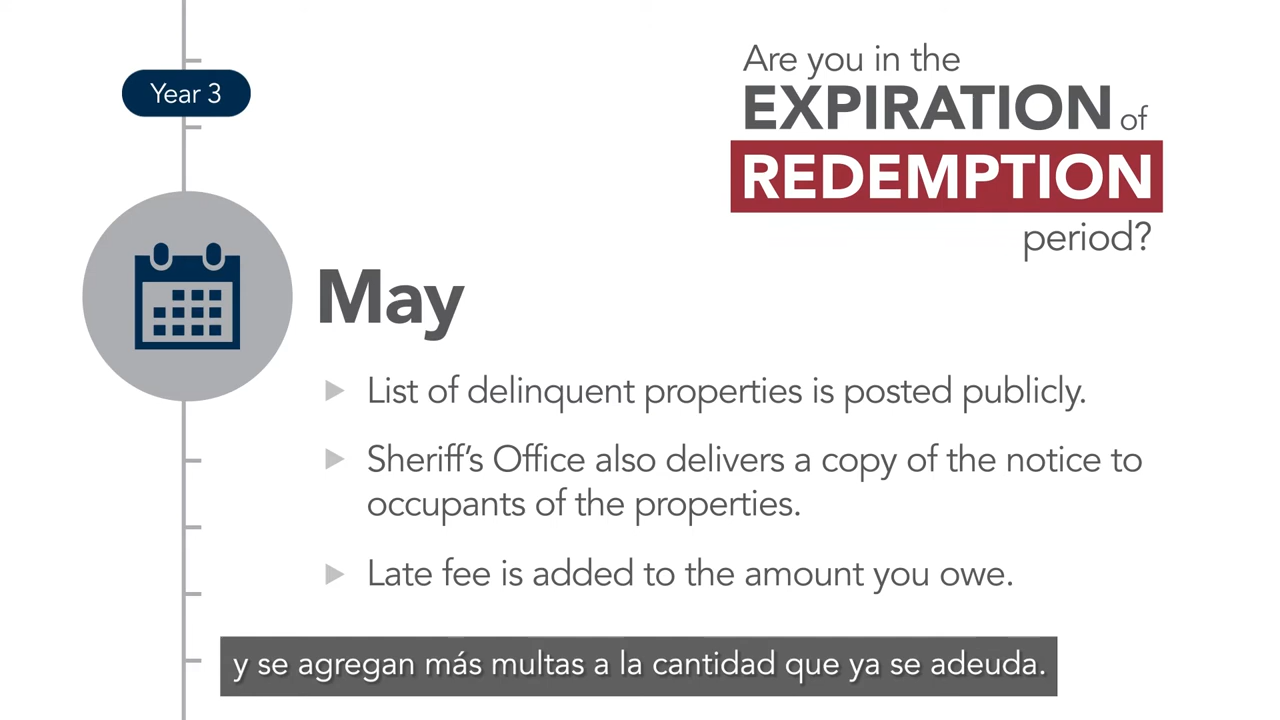 Year 3
Are you in the
EXPIRATION of
REDEMPTION
period?
May
List of delinquent properties is posted publicly.
Sheriff’s Office also delivers a copy of the notice to
occupants of the properties.
Late fee is added to the amount you owe.
y se agregan más multas a la cantidad que ya se adeuda.